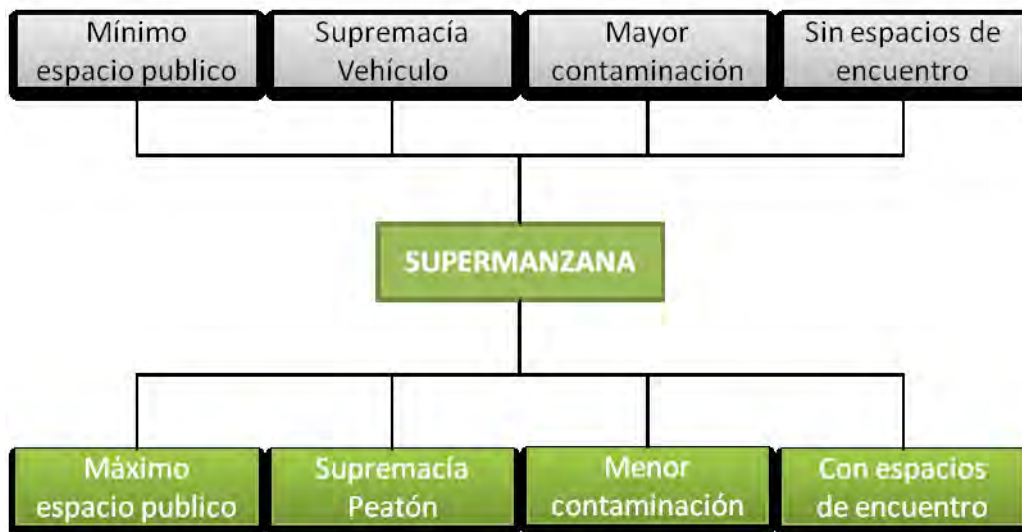 Mínimo
espacio publico
Supremacía
Vehículo
Mayor
contaminación
Sin espacios de
encuentro
SUPERMANZANA
Máximo
espacio publico
Supremacía
Peatón
Menor
contaminación
Con espacios
de encuentro